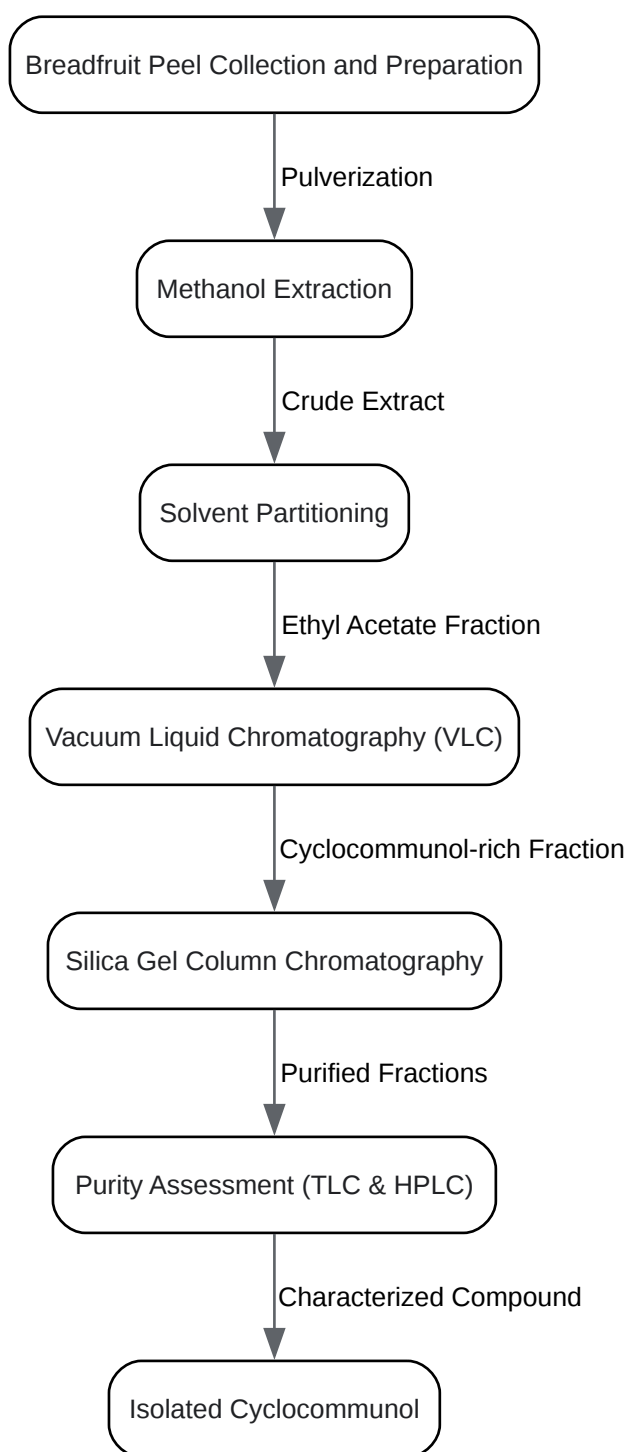 Breadfruit Peel Collection and Preparation
Pulverization
Methanol Extraction
Crude Extract
Solvent Partitioning
Ethyl Acetate Fraction
Vacuum Liquid Chromatography (VLC)
Cyclocommunol-rich Fraction
Silica Gel Column Chromatography
Purified Fractions
Purity Assessment (TLC & HPLC)
Characterized Compound
Isolated Cyclocommunol